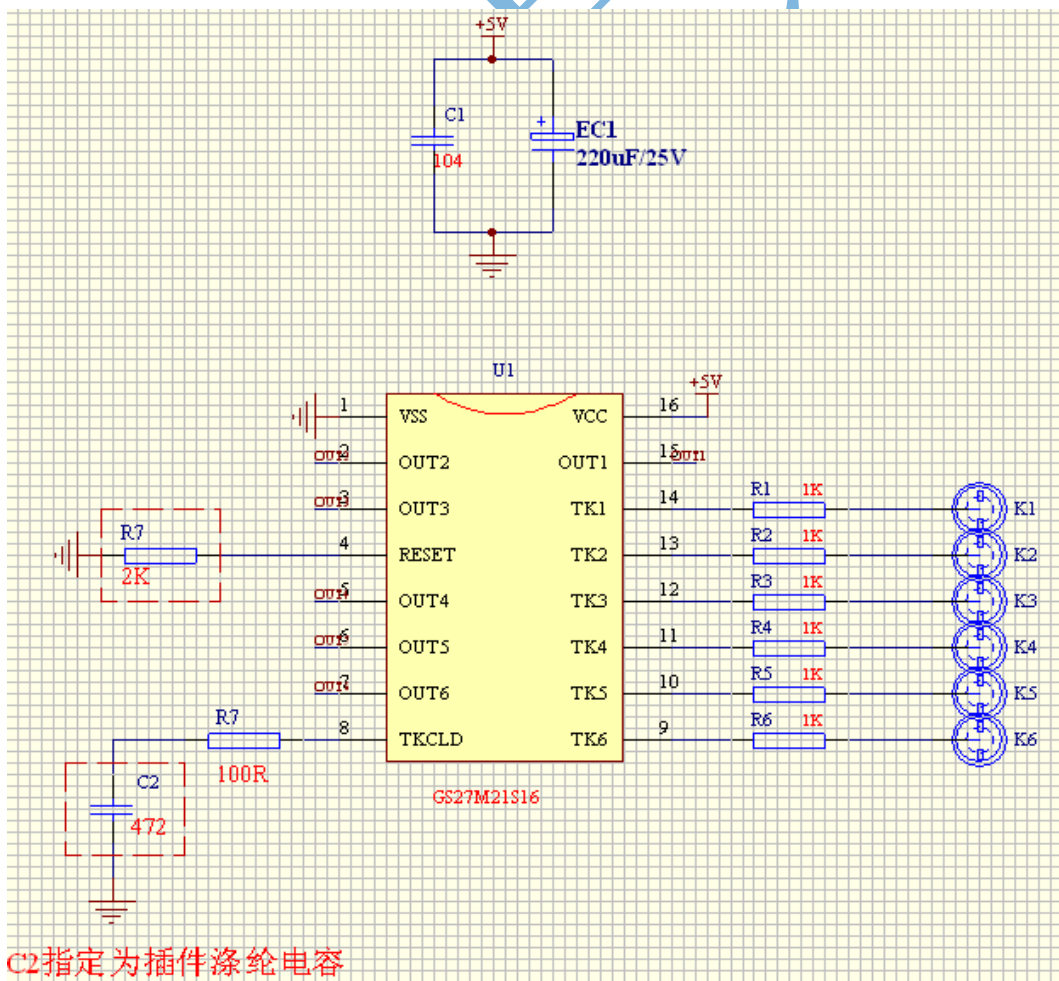 +5V
C1
104
+
EC1
220uF/25V
U1
+5V
1
VSS
VCC
16
2
OUT2
OUT1
15
OUT1
3
OUT3
TK1
14
R1
1K
K1
R7
2K
4
RESET
TK2
13
R2
1K
K2
5
OUT4
TK3
12
R3
1K
K3
6
OUT5
TK4
11
R4
1K
K4
7
OUT6
TK5
10
R5
1K
K5
R7
100R
8
TKCLD
TK6
9
R6
1K
K6
C2
472
GS27M21S16
C2指定为插件涤纶电容